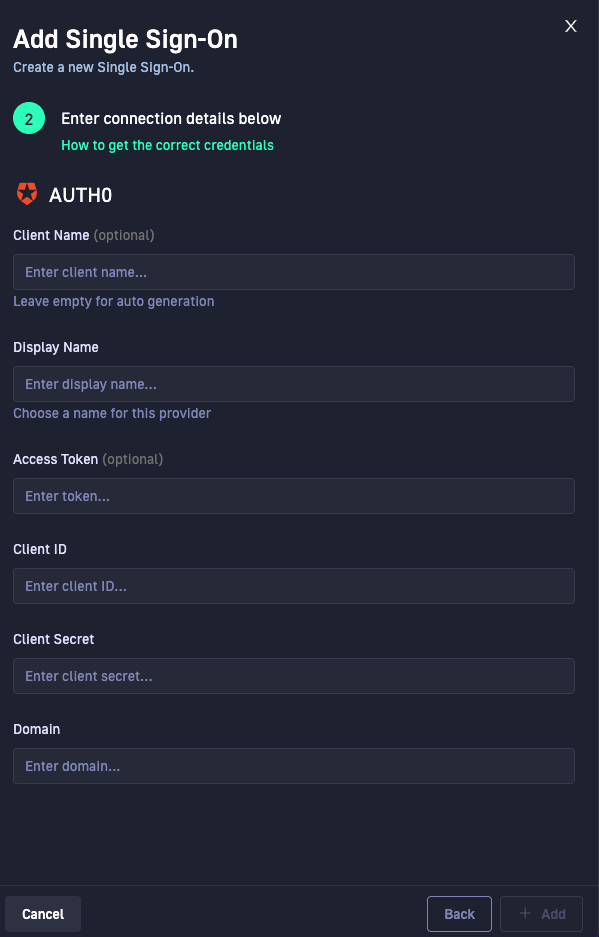 Add Single Sign-On
X
Create a new Single Sign-On.
2
Enter connection details below
How to get the correct credentials
AUTH0
Client Name (optional)
Enter client name...
Leave empty for auto generation
Display Name
Enter display name...
Choose a name for this provider
Access Token (optional)
Enter token...
Client ID
Enter client ID...
Client Secret
Enter client secret...
Domain
Enter domain...
Cancel
Back
+ Add